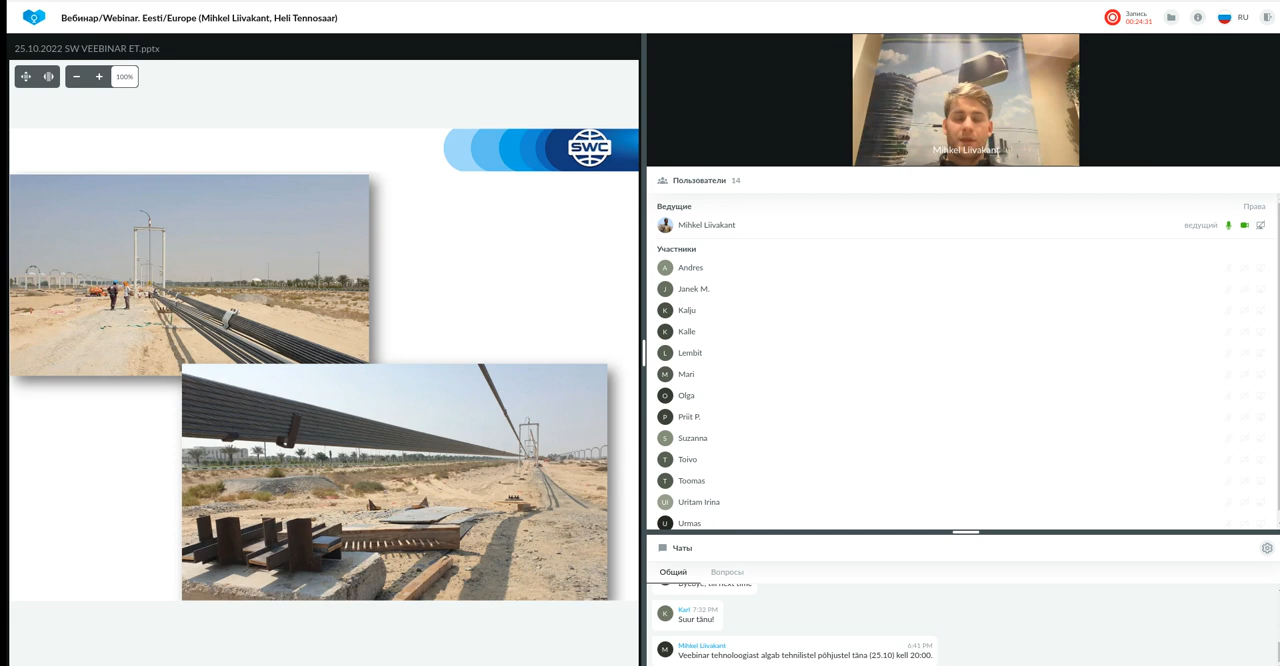 Вебинар/Webinar. Eesti/Europe (Mihkel Liivakant, Heli Tennosaar)
Запись
00:24:31
RU
25.10.2022 SW VEEBINAR ET.pptx
100%
SWC
Mihkel Liivakant
Пользователи 14
Ведущие Права
Mihkel Liivakant ведущий
Участники
A Andres
J Janek M.
K Kalju
K Kalle
L Lembit
M Mari
O Olga
P Priit P.
S Suzanna
T Toivo
T Toomas
UI Uritam Irina
U Urmas
Чаты
Общий Вопросы
K Karl 7:32 PM
Suur tänu!
M Mihkel Liivakant 6:41 PM
Veebinar tehnoloogiast algab tehnilistel põhjustel täna (25.10) kell 20:00.